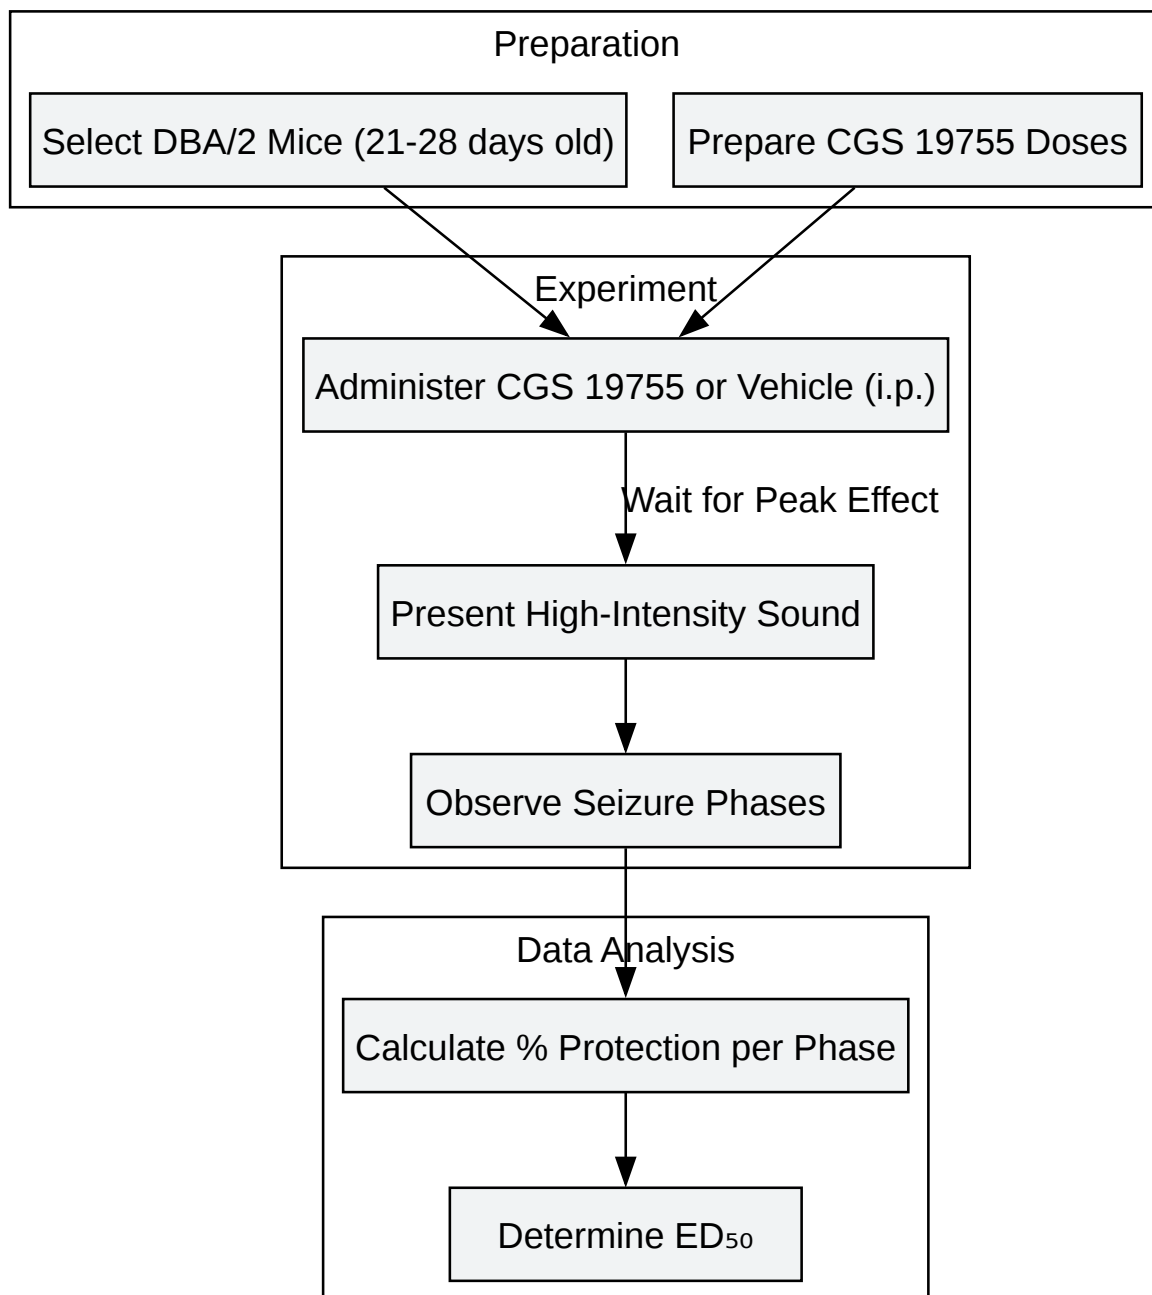 Preparation
Select DBA/2 Mice (21-28 days old)
Prepare CGS 19755 Doses
Experiment
Administer CGS 19755 or Vehicle (i.p.)
Wait for Peak Effect
Present High-Intensity Sound
Observe Seizure Phases
Data Analysis
Calculate % Protection per Phase
Determine ED₅₀